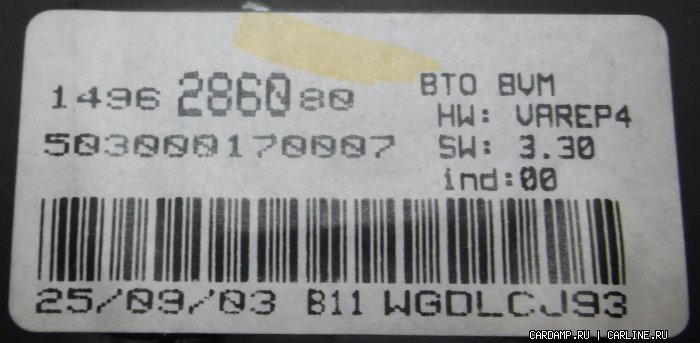 1496 2860 80
BTO BVM
HW: VAREP4
503000170007
SW: 3.30
ind:00
25/09/03 B11 WGDLCJ93
CARDAMP.RU | CARLINE.RU